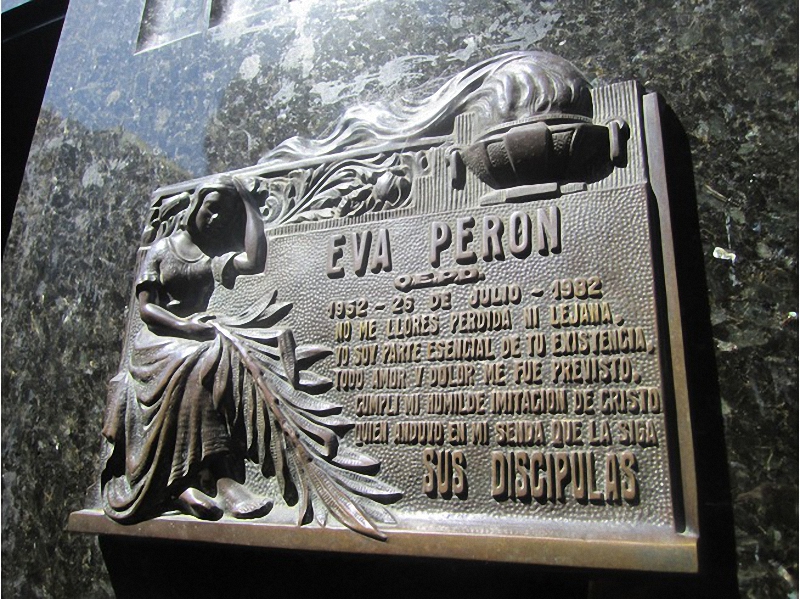 EVA PERÓN
Q.E.P.D.
1952 - 26 DE JULIO - 1982
NO ME LLORES PERDIDA NI LEJANA,
YO SOY PARTE ESENCIAL DE TU EXISTENCIA,
TODO AMOR Y DOLOR ME FUE PREVISTO,
CUMPLI MI HUMILDE IMITACION DE CRISTO
QUIEN ANDUVO EN MI SENDA QUE LA SIGA
SUS DISCIPULAS